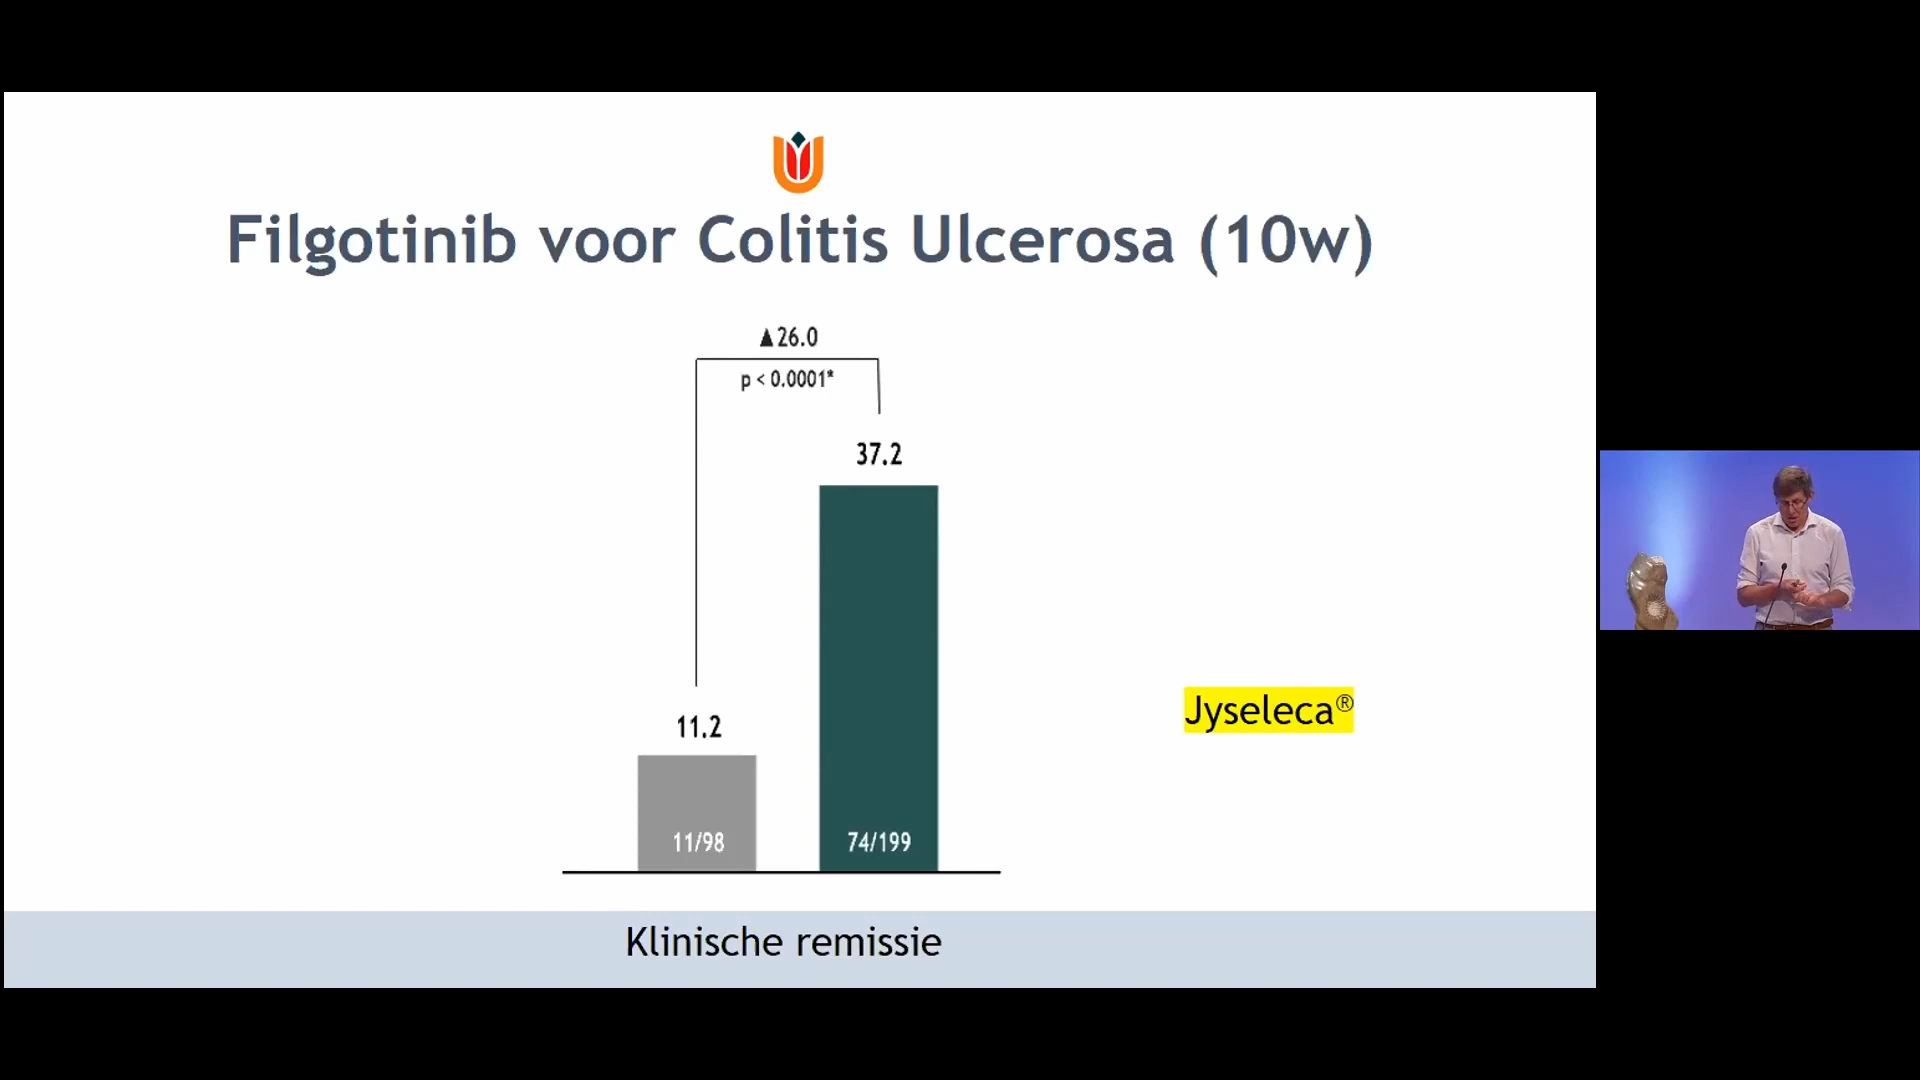 Filgotinib voor Colitis Ulcerosa (10w)
▲26.0
p < 0.0001*
37.2
11.2
Jyseleca®
11/98
74/199
Klinische remissie